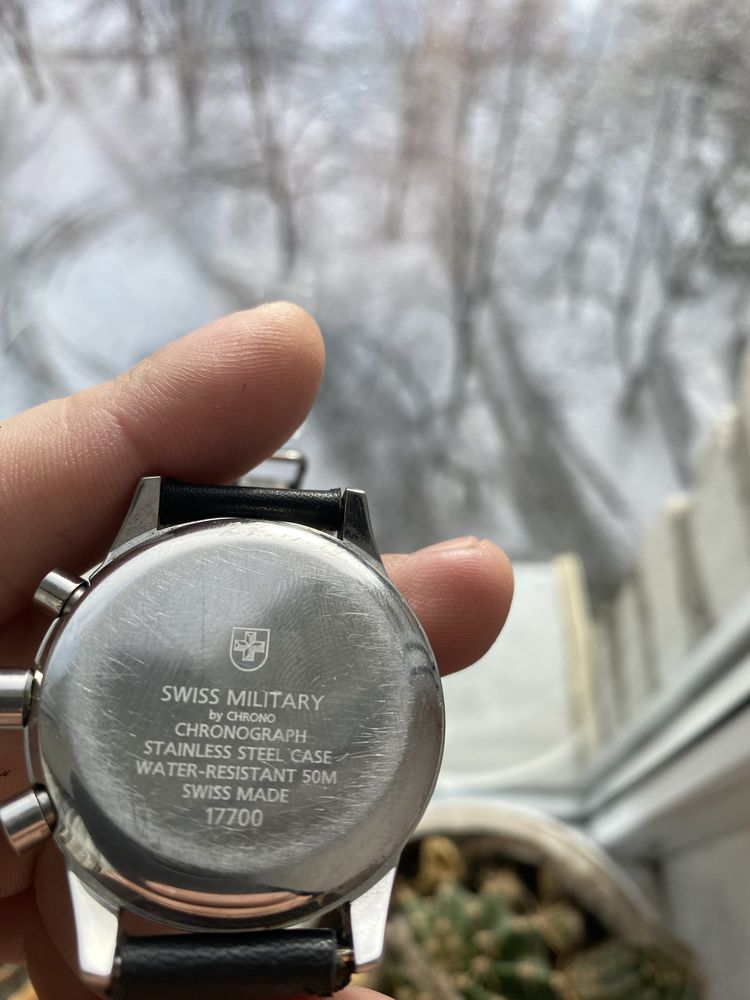 SWISS MILITARY
by CHRONO
CHRONOGRAPH
STAINLESS STEEL CASE
WATER-RESISTANT 50M
SWISS MADE
17700